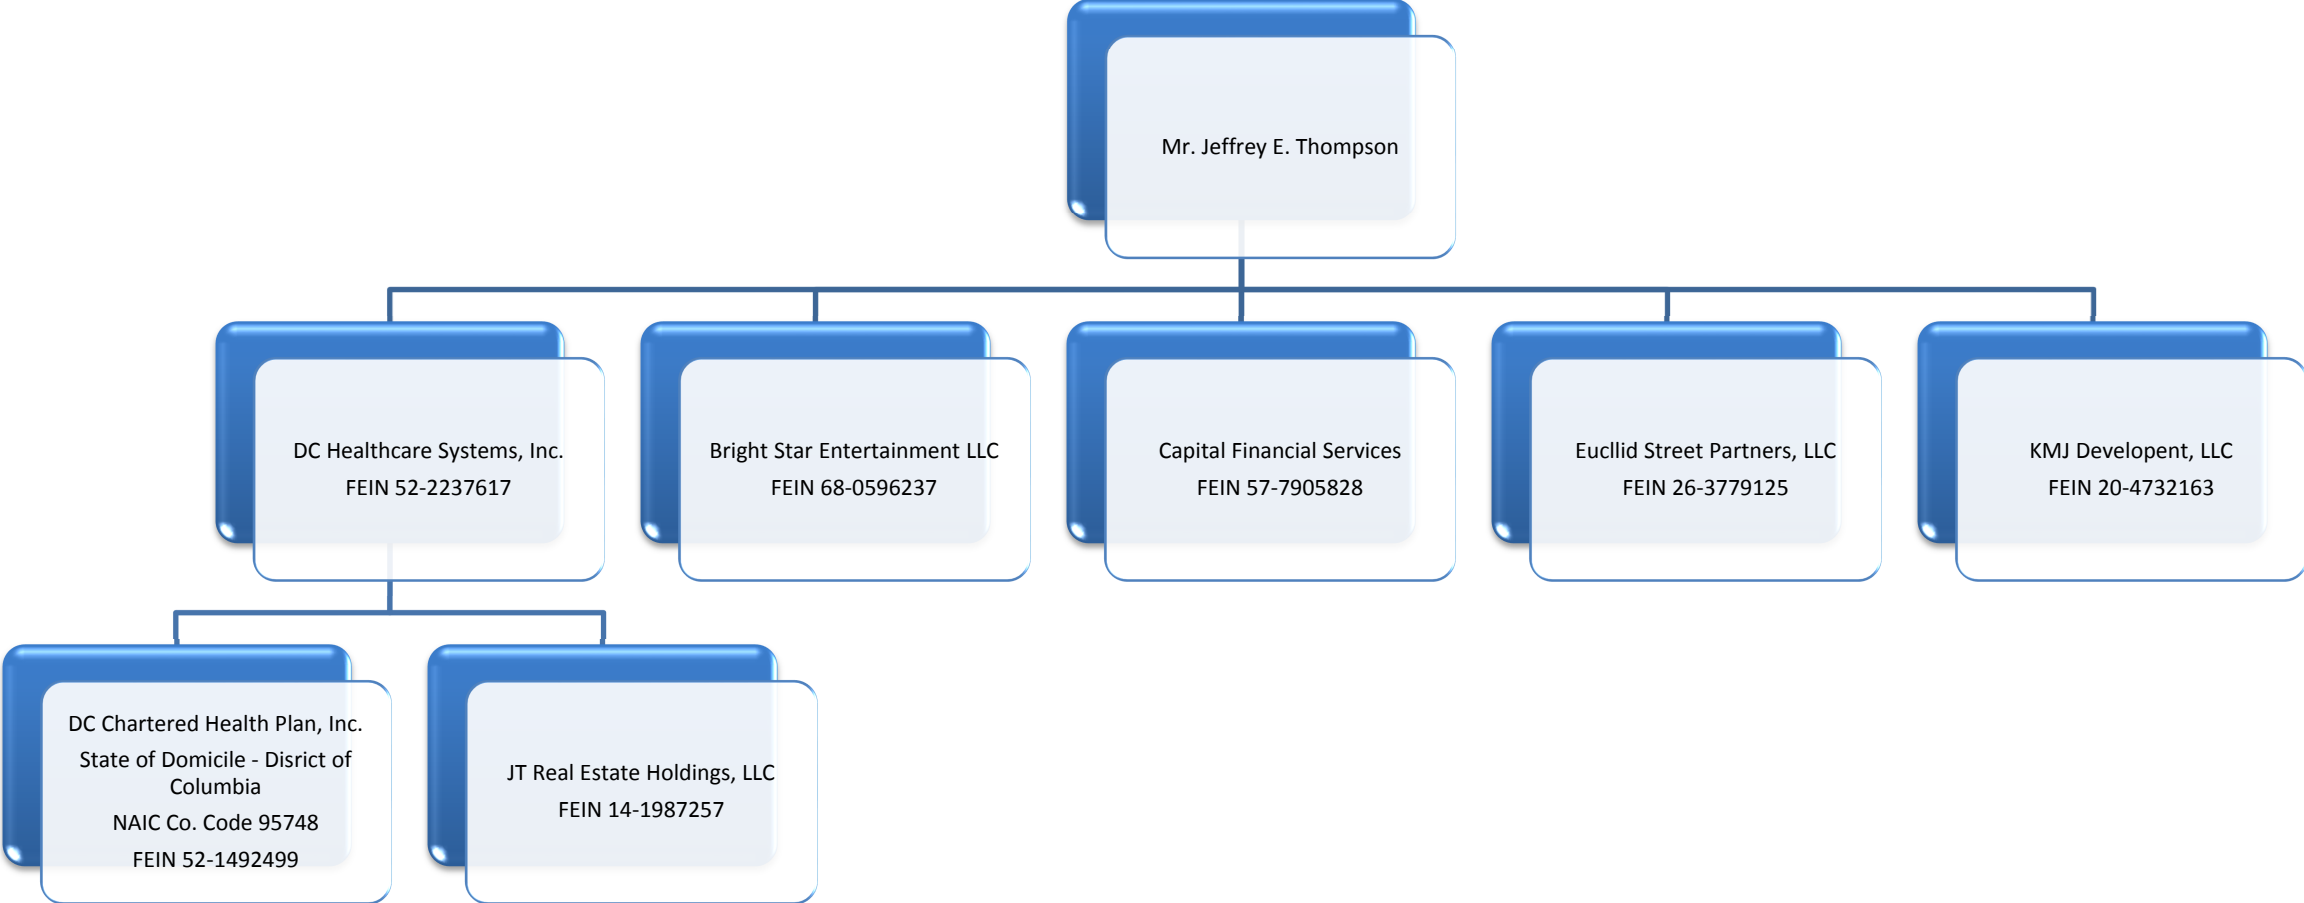 Mr. Jeffrey E. Thompson
DC Healthcare Systems, Inc.
FEIN 52-2237617
Bright Star Entertainment LLC
FEIN 68-0596237
Capital Financial Services
FEIN 57-7905828
Eucllid Street Partners, LLC
FEIN 26-3779125
KMJ Developent, LLC
FEIN 20-4732163
DC Chartered Health Plan, Inc.
State of Domicile - Disrict of
Columbia
NAIC Co. Code 95748
FEIN 52-1492499
JT Real Estate Holdings, LLC
FEIN 14-1987257